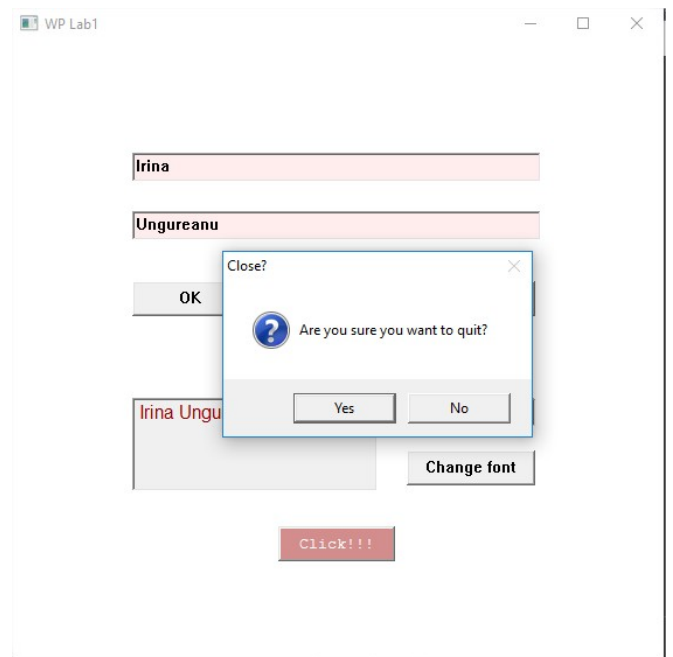 WP Lab1
Irina
Ungureanu
Close?
OK
? Are you sure you want to quit?
Yes No
Irina Ungu
Change font
Click!!!